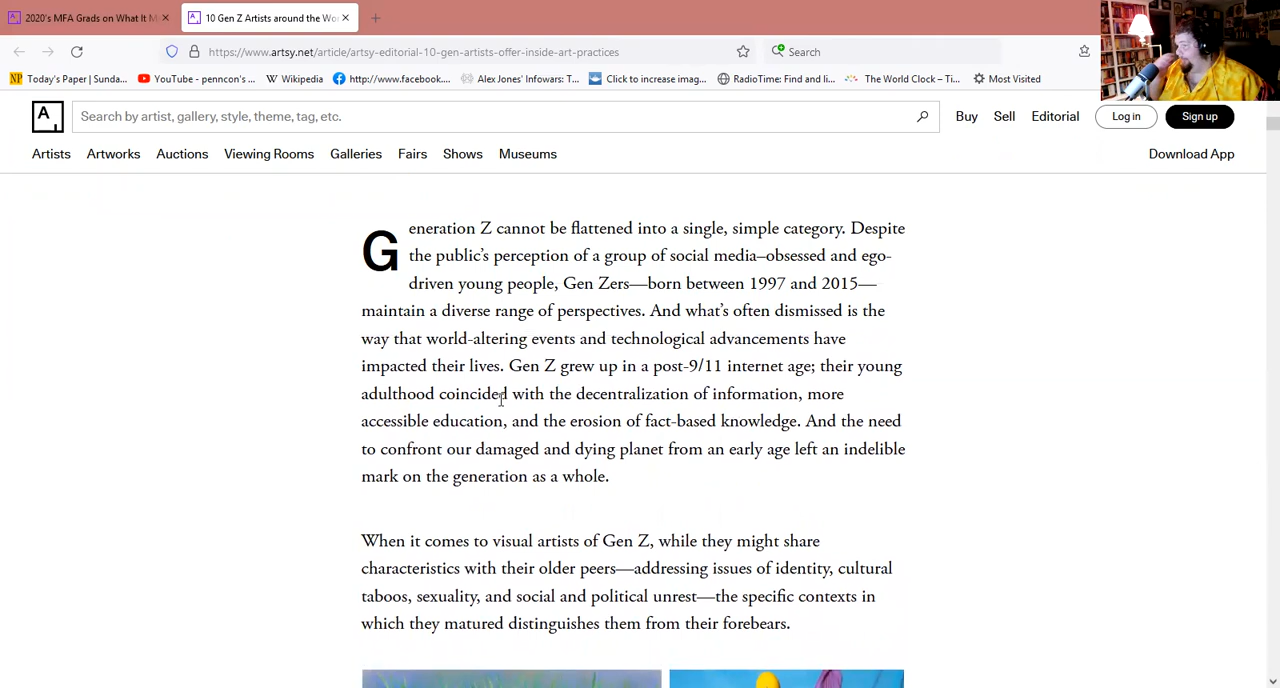 2020's MFA Grads on What It M
10 Gen Z Artists around the Wo
https://www.artsy.net/article/artsy-editorial-10-gen-artists-offer-inside-art-practices
Search
Today's Paper | Sunda...
YouTube - penncon's ...
Wikipedia
http://www.facebook....
Alex Jones' Infowars: T...
Click to increase imag...
RadioTime: Find and li...
The World Clock – Ti...
Most Visited
Search by artist, gallery, style, theme, tag, etc.
Buy
Sell
Editorial
Log in
Sign up
Artists
Artworks
Auctions
Viewing Rooms
Galleries
Fairs
Shows
Museums
Download App
Generation Z cannot be flattened into a single, simple category. Despite
the public's perception of a group of social media–obsessed and ego-
driven young people, Gen Zers—born between 1997 and 2015—
maintain a diverse range of perspectives. And what's often dismissed is the
way that world-altering events and technological advancements have
impacted their lives. Gen Z grew up in a post-9/11 internet age; their young
adulthood coincided with the decentralization of information, more
accessible education, and the erosion of fact-based knowledge. And the need
to confront our damaged and dying planet from an early age left an indelible
mark on the generation as a whole.
When it comes to visual artists of Gen Z, while they might share
characteristics with their older peers—addressing issues of identity, cultural
taboos, sexuality, and social and political unrest—the specific contexts in
which they matured distinguishes them from their forebears.